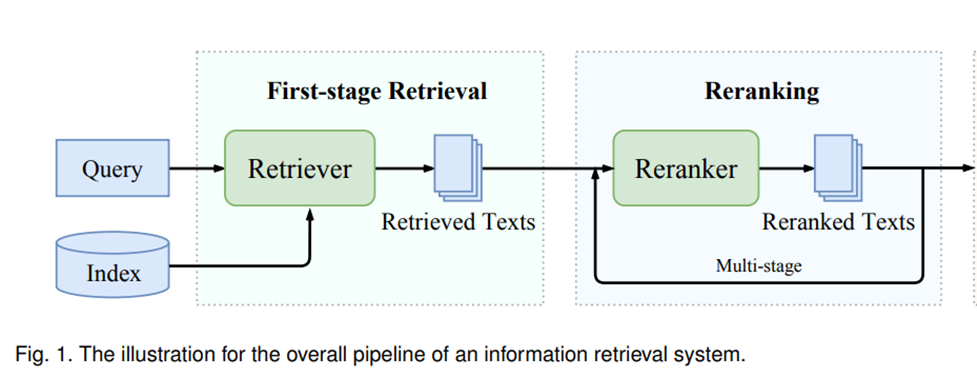 First-stage Retrieval
Reranking
Query
Retriever
Reranker
Retrieved Texts
Reranked Texts
Index
Multi-stage
Fig. 1. The illustration for the overall pipeline of an information retrieval system.